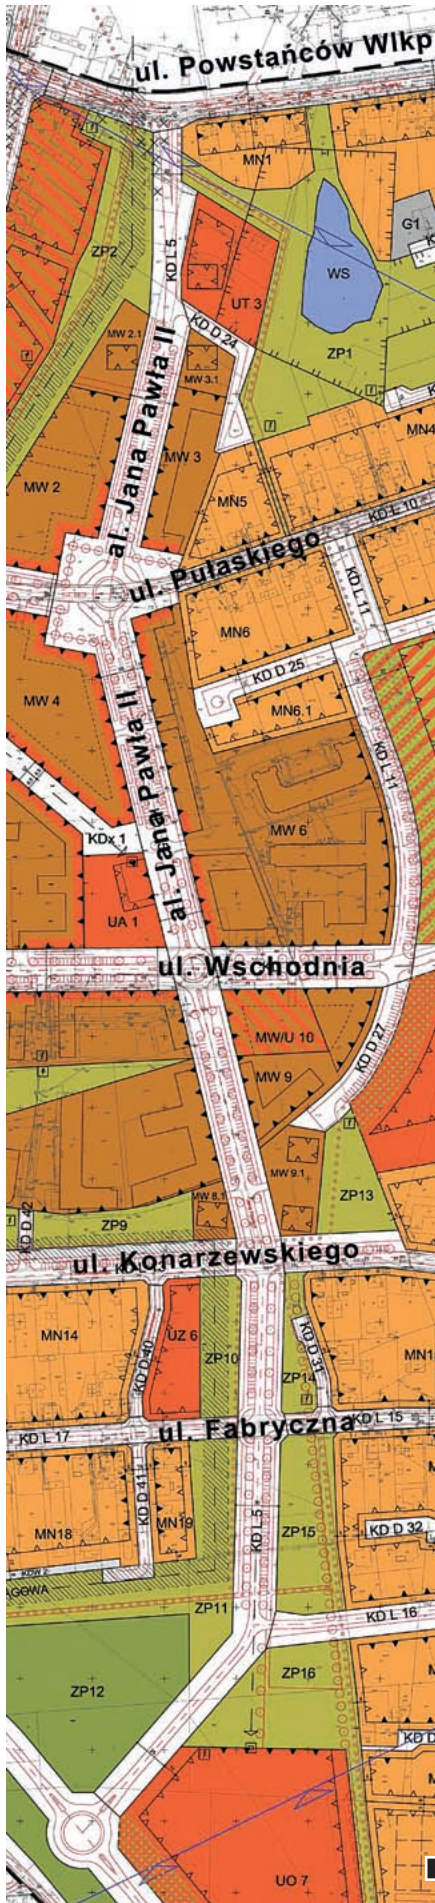 ul. Powstańców Wlkp
MN1
G1
ZP2
KD L 5
WS
UT 3
KD D 24
ZP1
MW 2.1
MW 3.1
al. Jana Pawła II
MN4
MW 3
MW 2
MN5
KD L 10
ul. Pułaskiego
KD L 11
MN6
KD D 25
MW 4
MN6.1
KD L 11
al. Jana Pawła II
MW 6
KDx 1
UA 1
ul. Wschodnia
MW/U 10
KD D 27
MW 9
MW 9.1
MW 8.1
ZP13
KD D 42
ZP9
ul. Konarzewskiego
MN14
KD D 40
UZ 6
ZP10
KD D 31
MN1
ZP14
ul. Fabryczna
KD L 15
KD L 17
KD D 41
MN18
MN19
KD L 5
ZP15
KD D 32
AGOWA
ZP11
KD L 16
ZP16
ZP12
KD D
UO 7